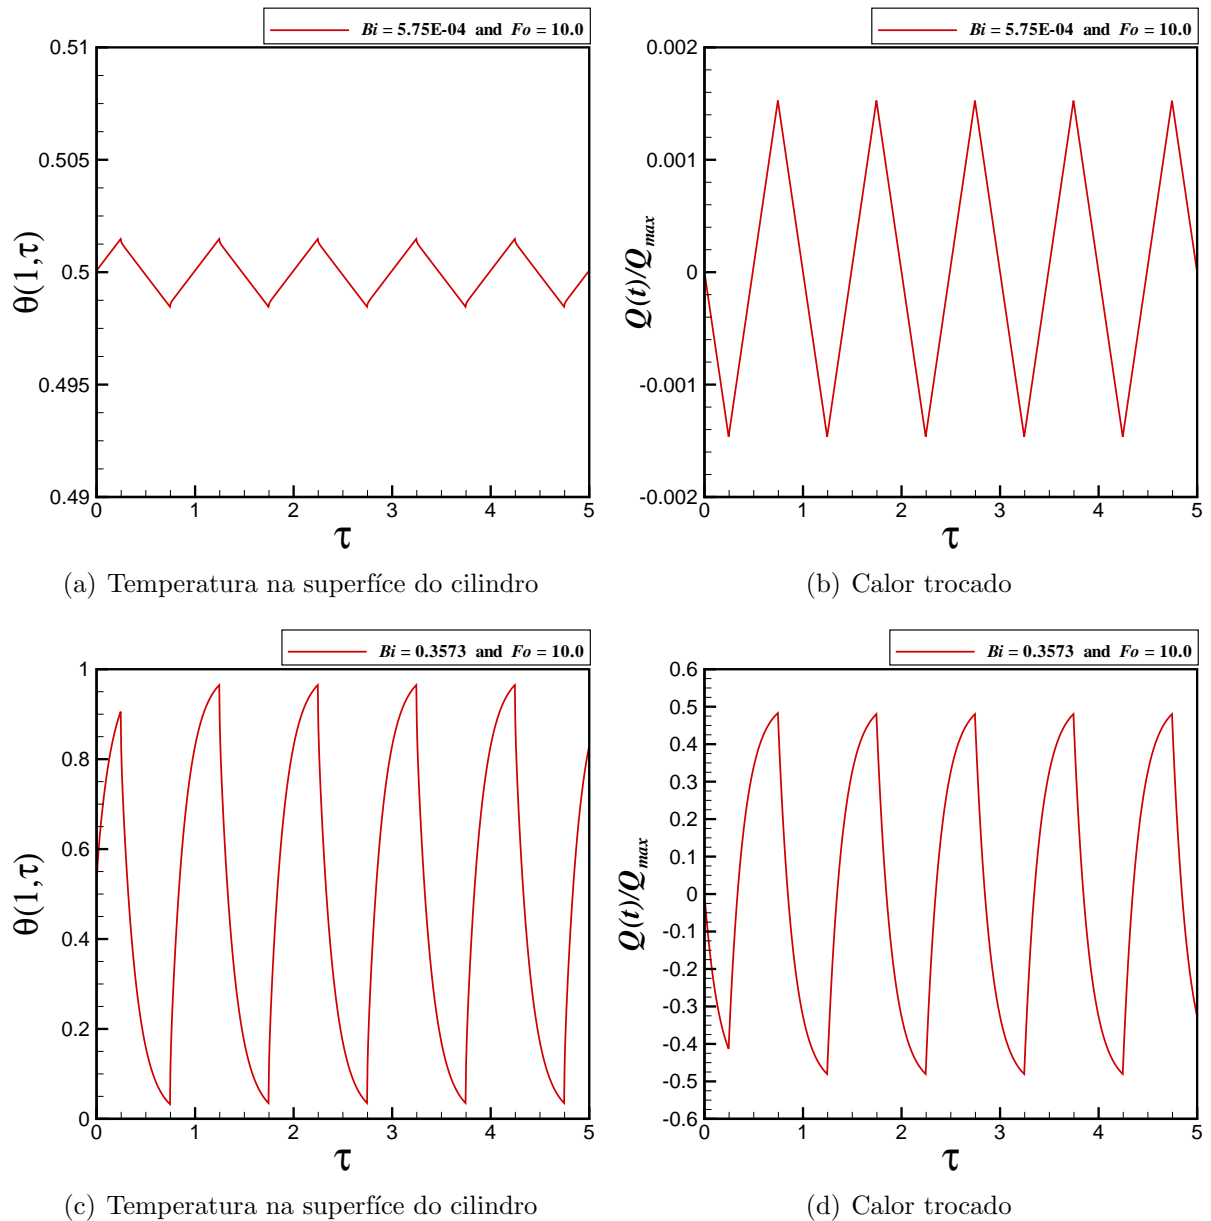 Bi = 5.75E-04 and Fo = 10.0
0.51
0.505
0.5
0.495
0.49
θ(1,τ)
0 1 2 3 4 5
τ
(a) Temperatura na superfíce do cilindro
Bi = 5.75E-04 and Fo = 10.0
0.002
0.001
0
-0.001
-0.002
Q(t)/Qmax
0 1 2 3 4 5
τ
(b) Calor trocado
Bi = 0.3573 and Fo = 10.0
1
0.8
0.6
0.4
0.2
0
θ(1,τ)
0 1 2 3 4 5
τ
(c) Temperatura na superfíce do cilindro
Bi = 0.3573 and Fo = 10.0
0.6
0.5
0.4
0.3
0.2
0.1
0
-0.1
-0.2
-0.3
-0.4
-0.5
-0.6
Q(t)/Qmax
0 1 2 3 4 5
τ
(d) Calor trocado